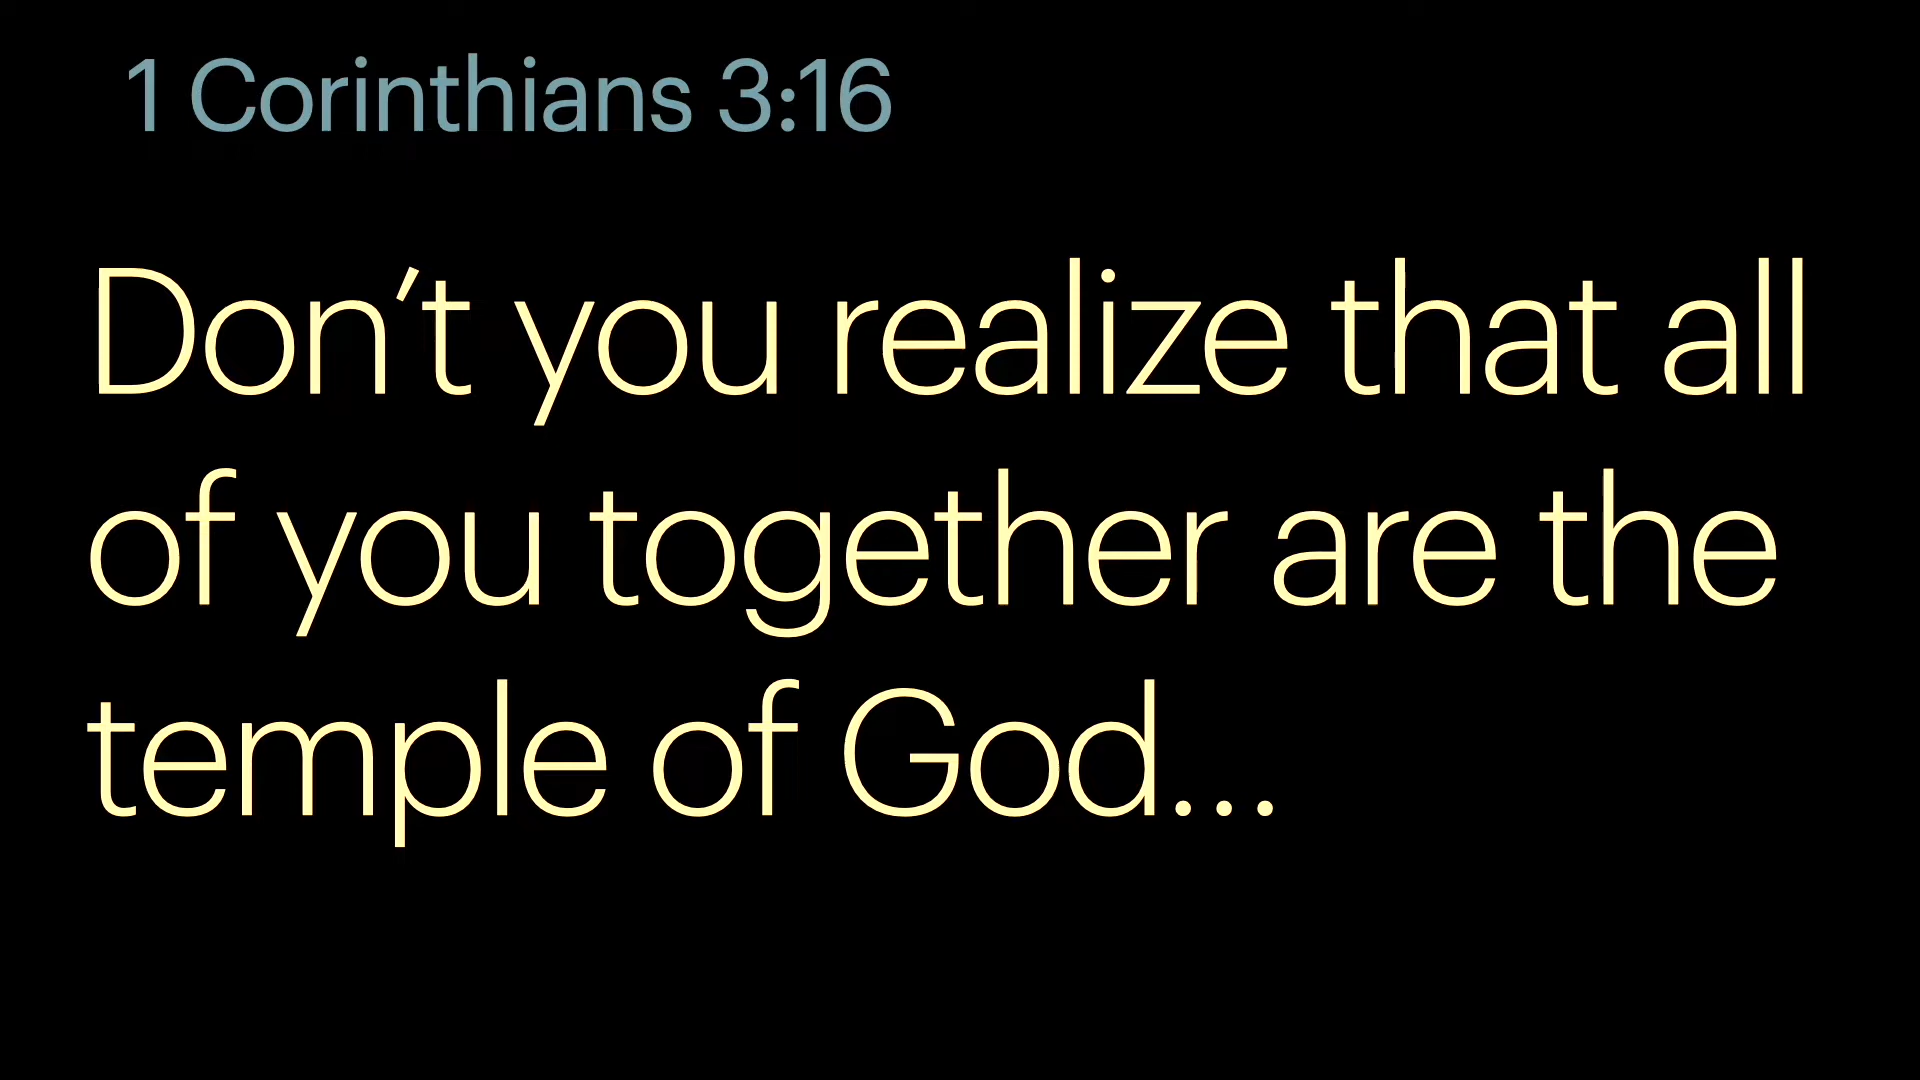 1 Corinthians 3:16
Don’t you realize that all
of you together are the
temple of God...